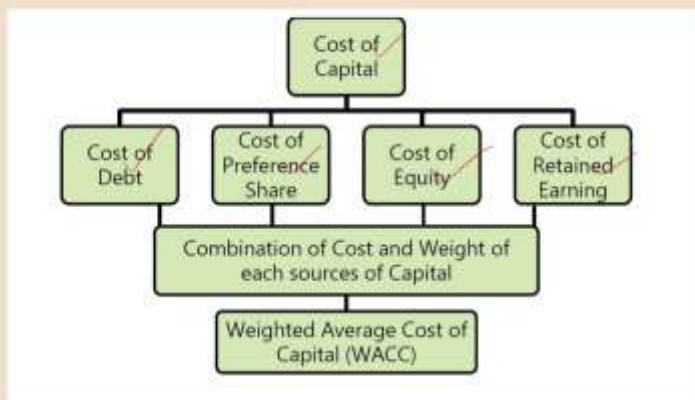 Cost of
Capital
Cost of
Debt
Cost of
Preference
Share
Cost of
Equity
Cost of
Retained
Earning
Combination of Cost and Weight of
each sources of Capital
Weighted Average Cost of
Capital (WACC)